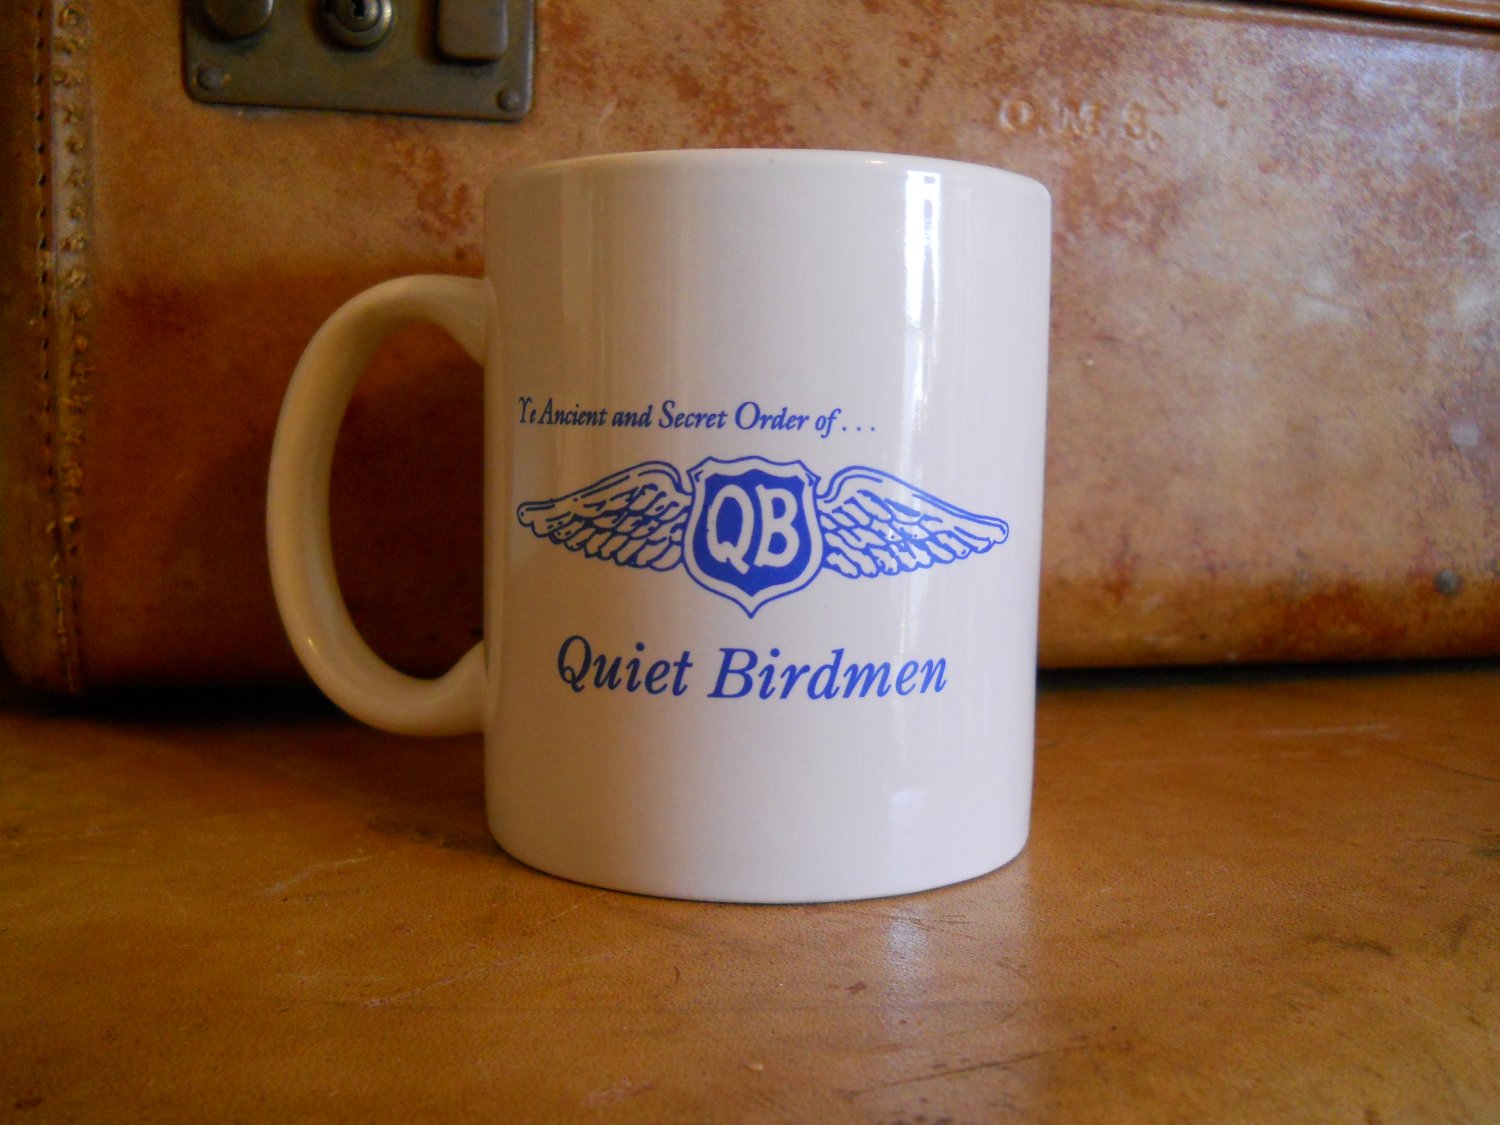 O.M.S.
Ye Ancient and Secret Order of...
QB
Quiet Birdmen